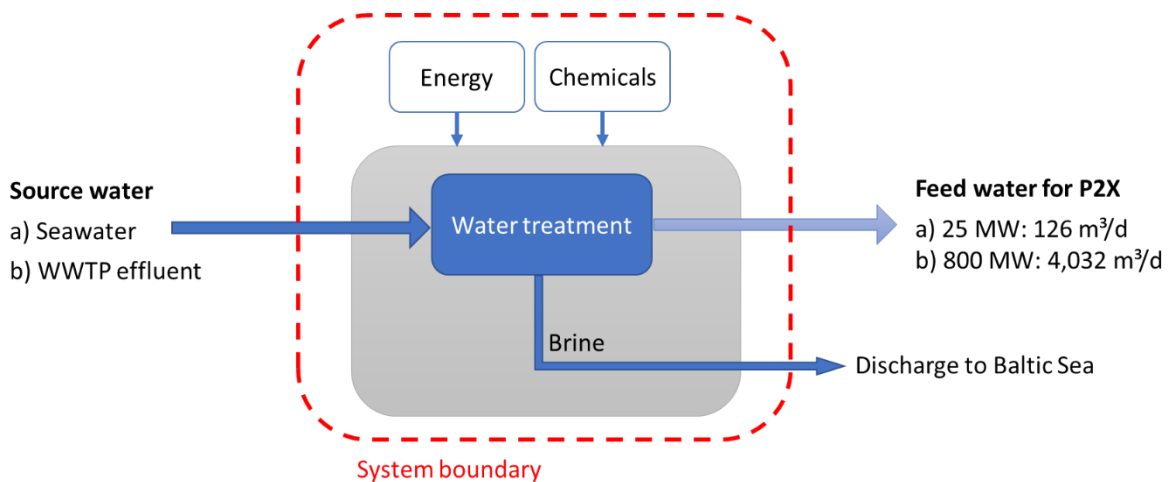 Energy
Chemicals
Source water
a) Seawater
b) WWTP effluent
Water treatment
Feed water for P2X
a) 25 MW: 126 m³/d
b) 800 MW: 4,032 m³/d
Brine
Discharge to Baltic Sea
System boundary